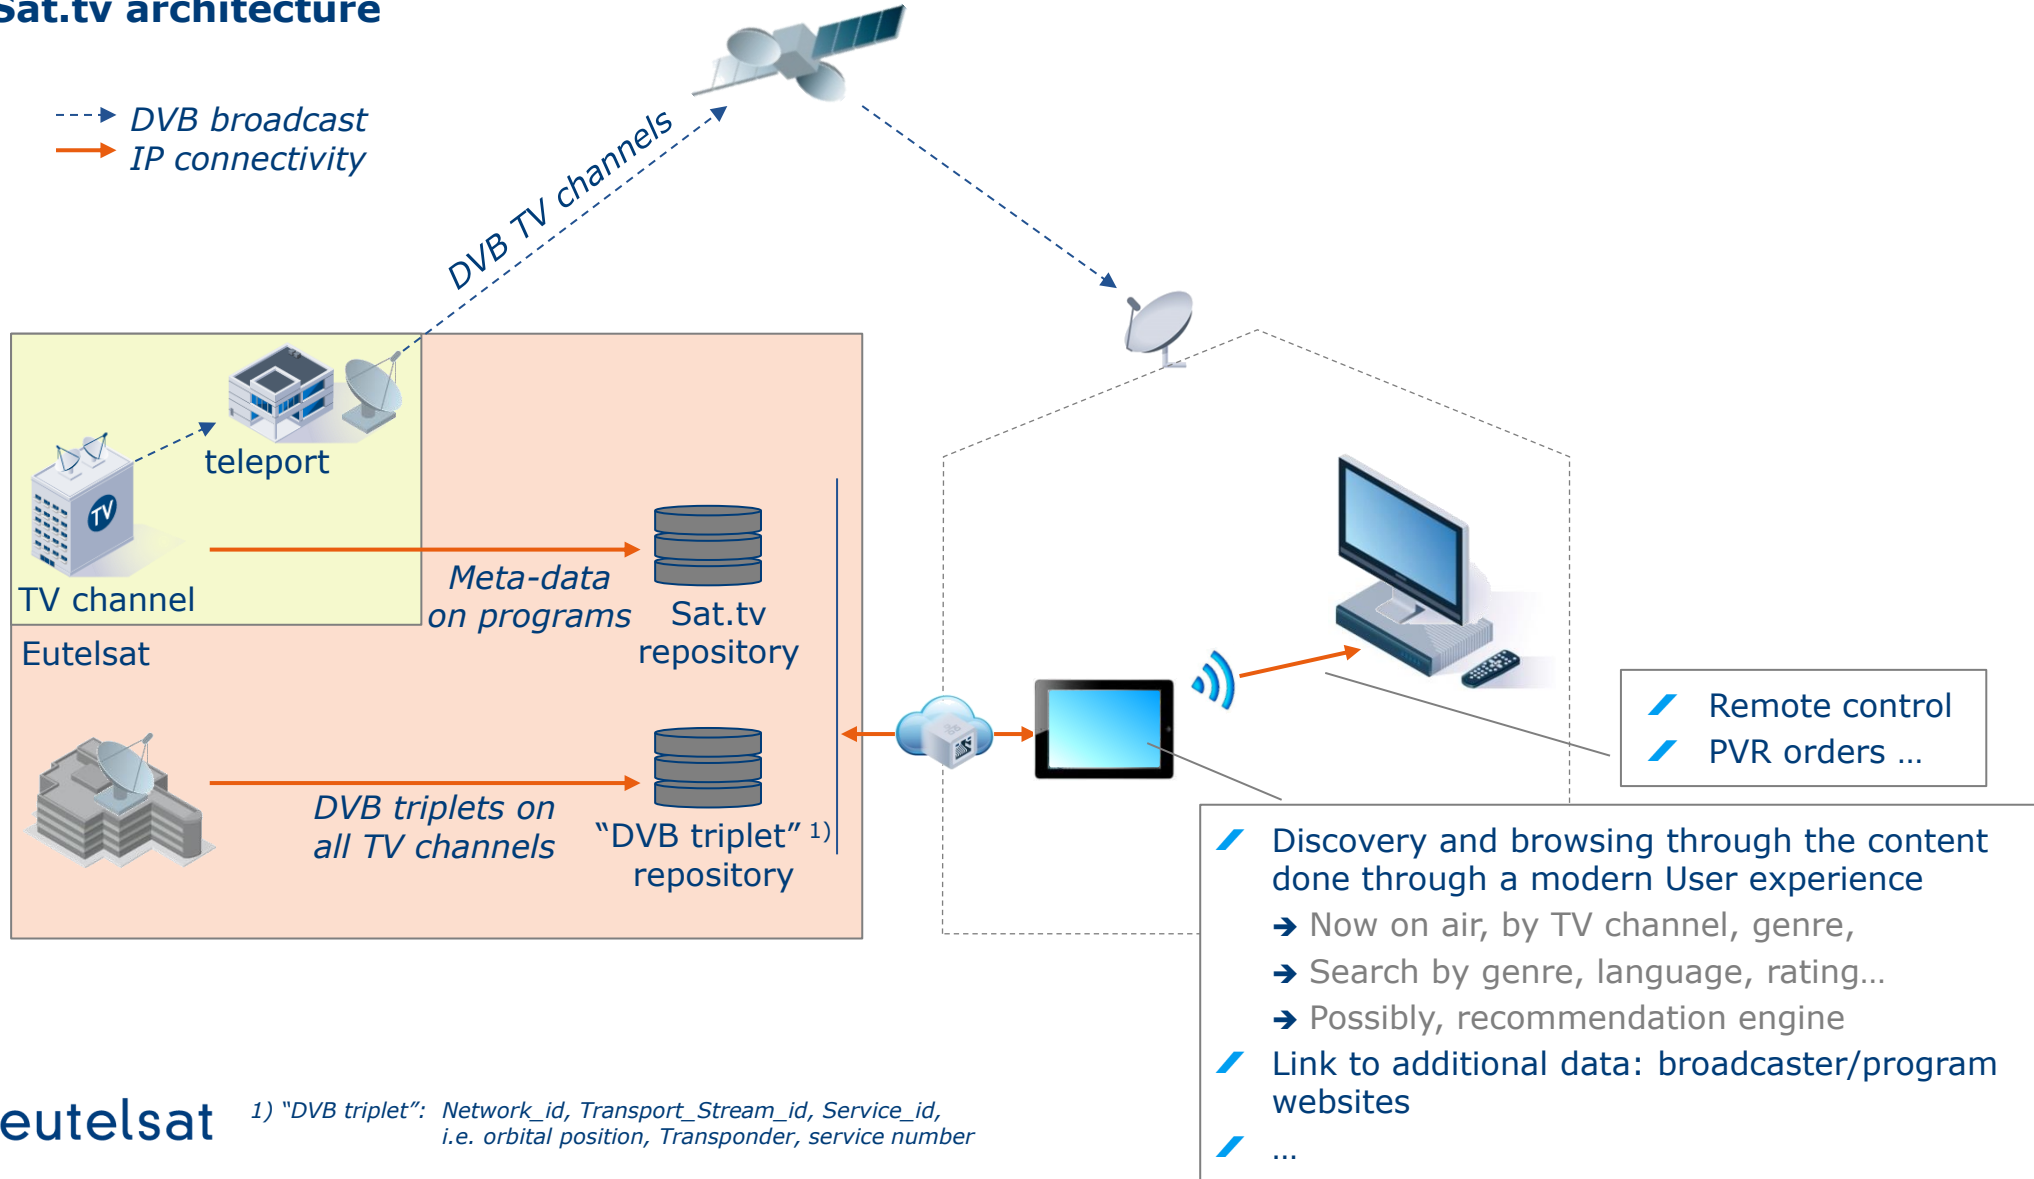 Sat.tv architecture
DVB broadcast
IP connectivity
DVB TV channels
teleport
TV
TV channel
Meta-data
on programs
Sat.tv
repository
Eutelsat
DVB triplets on
all TV channels
“DVB triplet” 1)
repository
Remote control
PVR orders …
Discovery and browsing through the content
done through a modern User experience
Now on air, by TV channel, genre,
Search by genre, language, rating…
Possibly, recommendation engine
Link to additional data: broadcaster/program
websites
…
eutelsat
1) “DVB triplet”: Network_id, Transport_Stream_id, Service_id,
i.e. orbital position, Transponder, service number